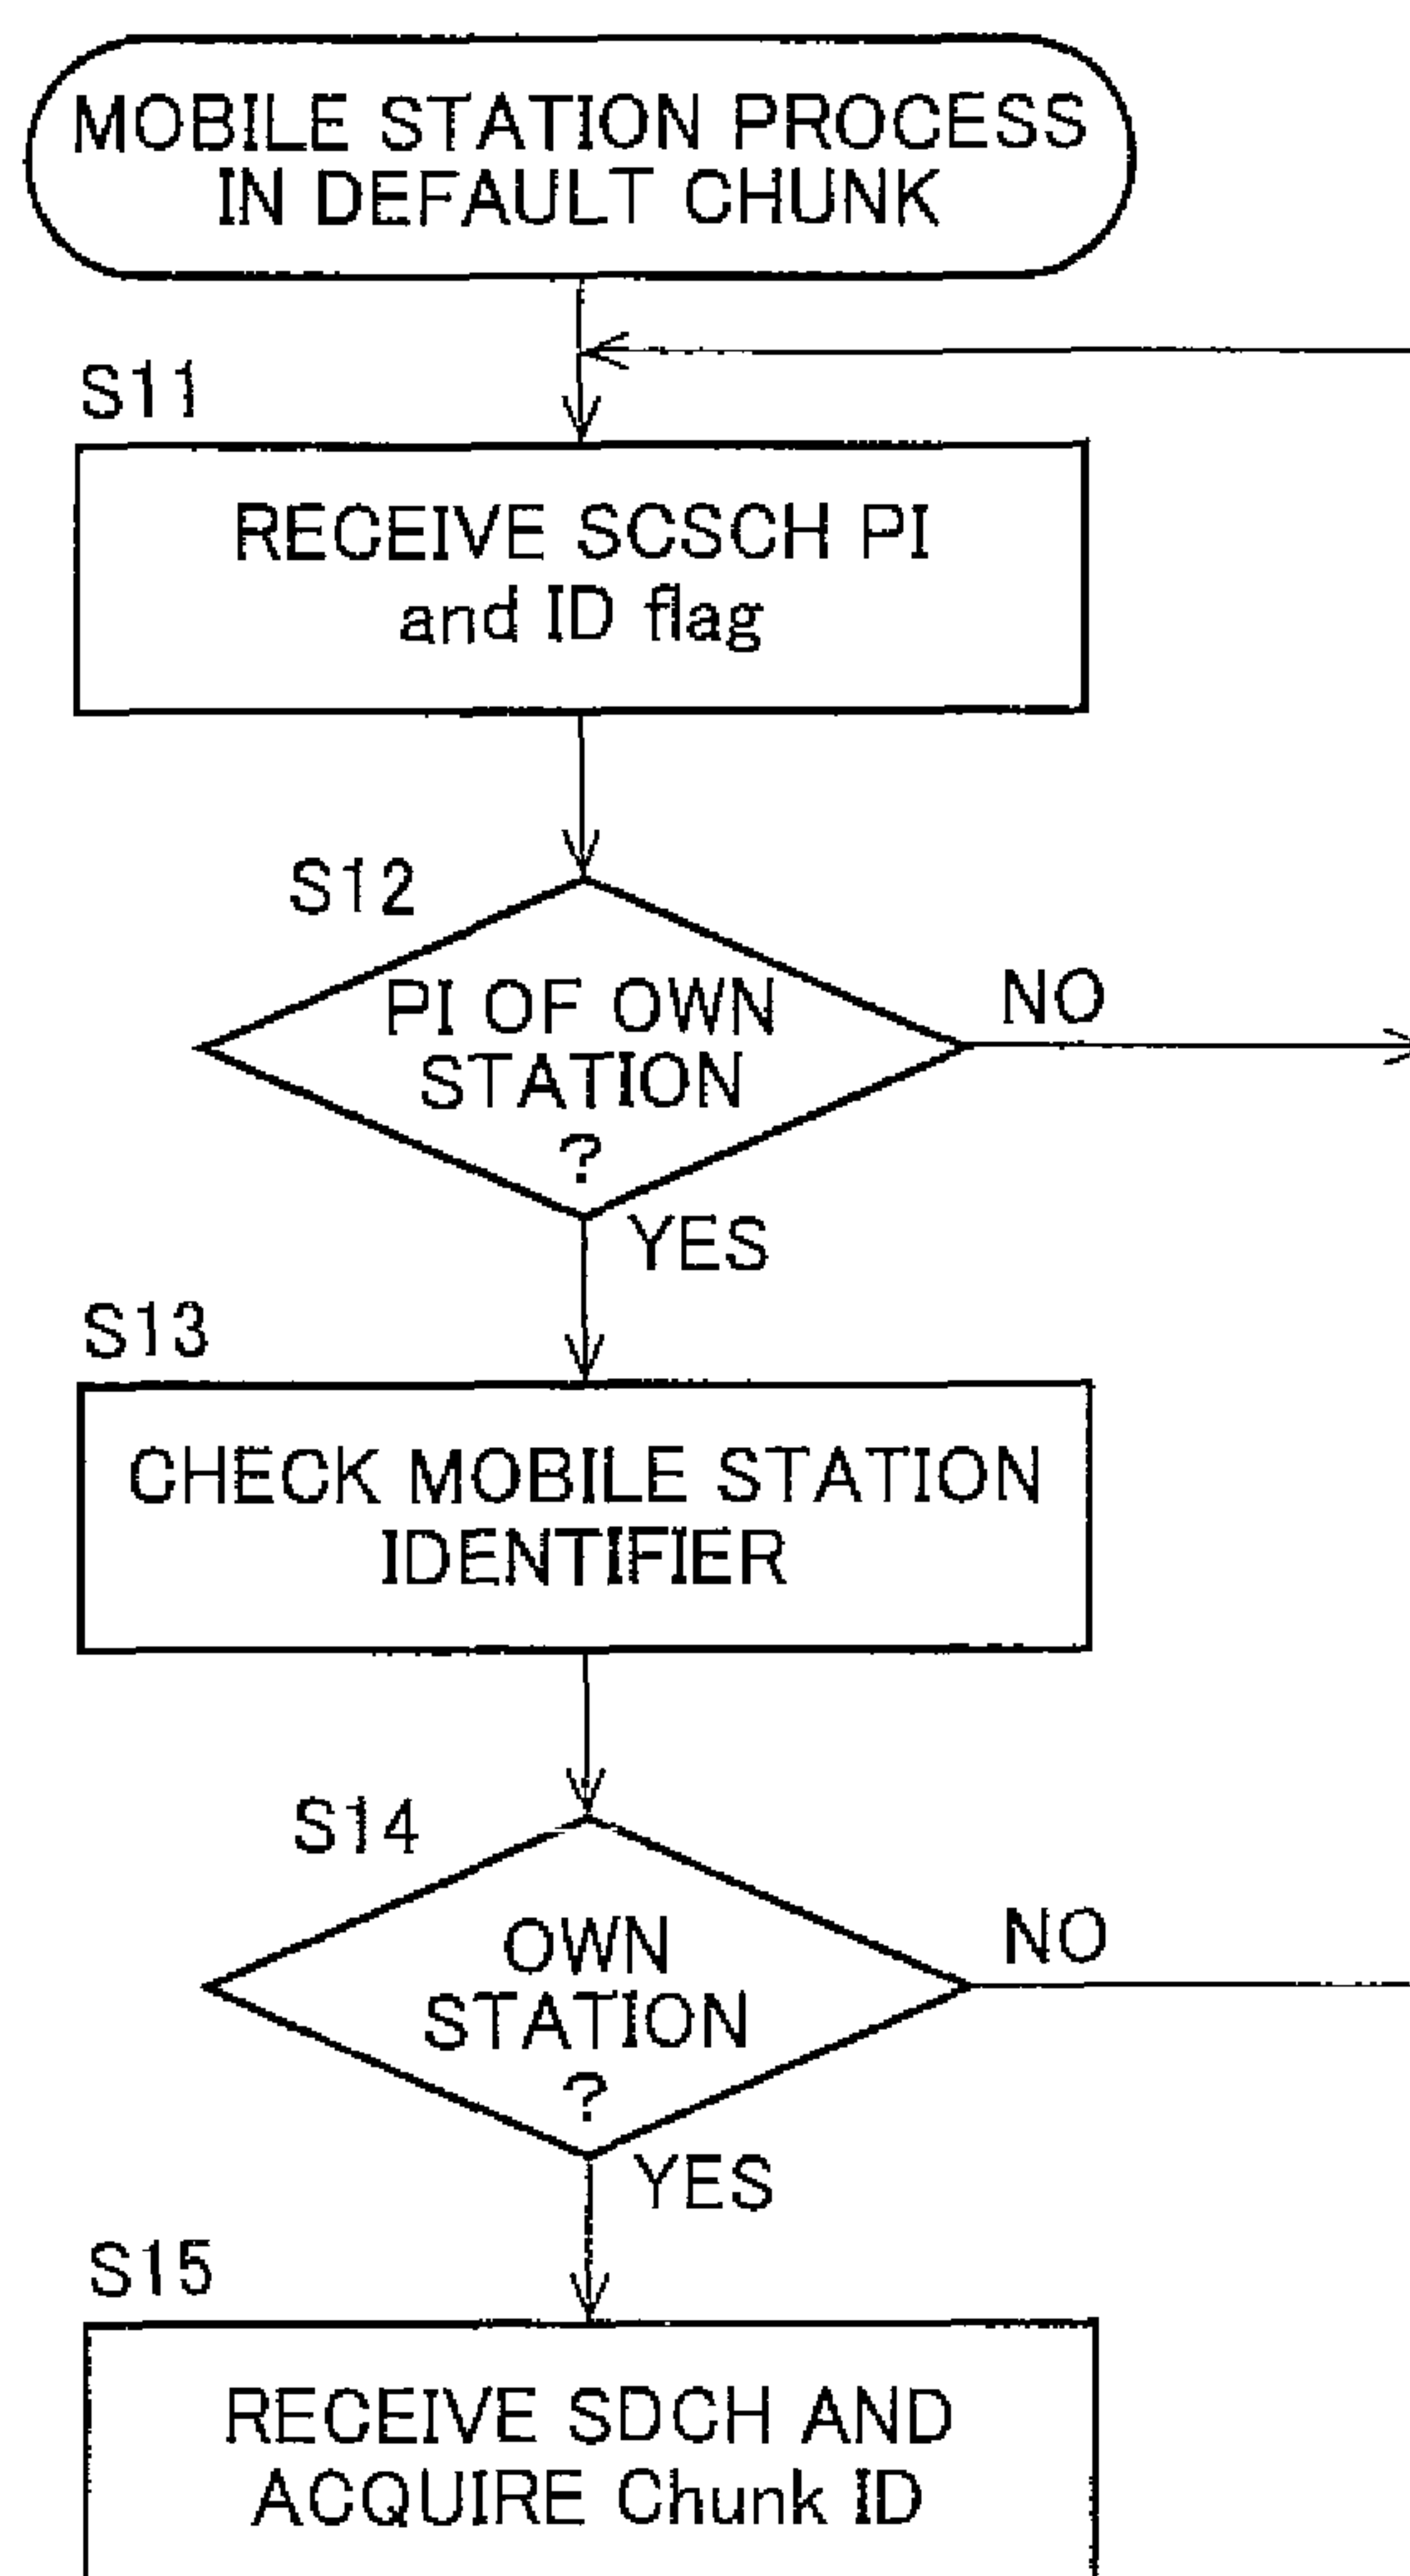 MOBILE STATION PROCESS
IN DEFAULT CHUNK
S11
RECEIVE SCSCH PI
and ID flag
S12
PI OF OWN
STATION
?
NO
YES
S13
CHECK MOBILE STATION
IDENTIFIER
S14
OWN
STATION
?
NO
YES
S15
RECEIVE SDCH AND
ACQUIRE Chunk ID